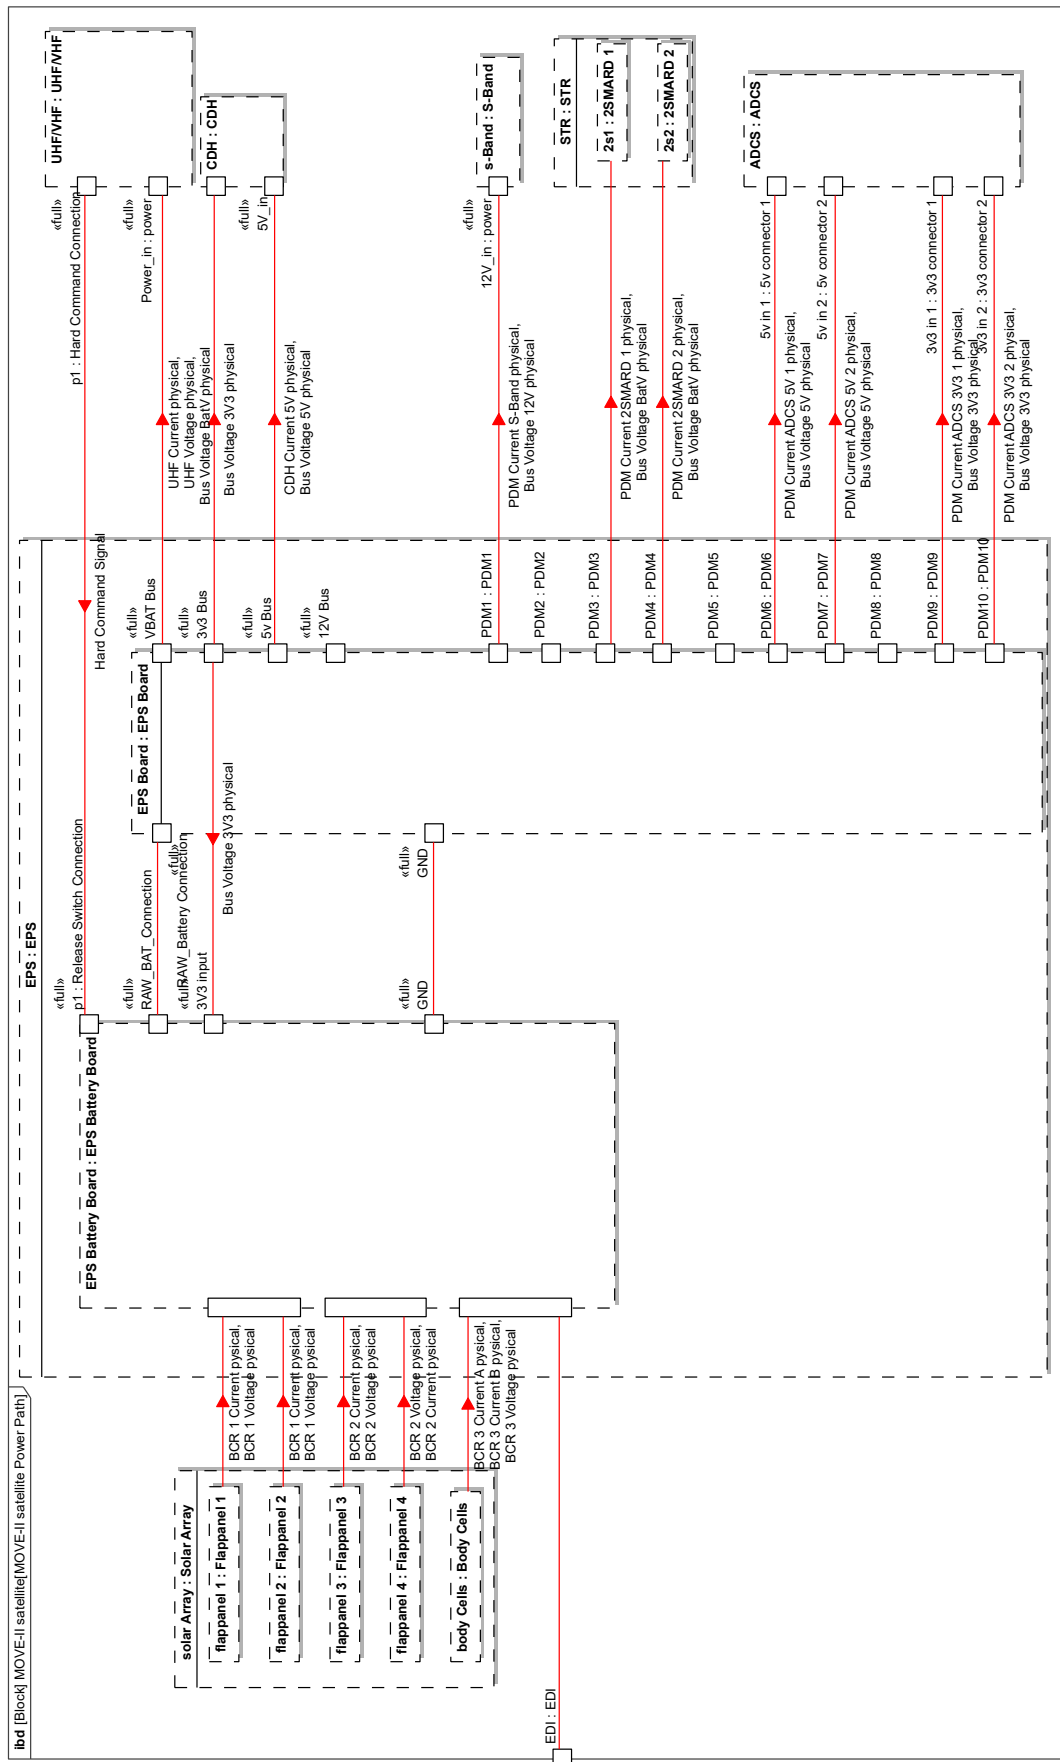 ibd [Block] MOVE-II satellite[MOVE-II satellite Power Path]
solar Array : Solar Array
flappanel 1 : Flappanel 1
flappanel 2 : Flappanel 2
flappanel 3 : Flappanel 3
flappanel 4 : Flappanel 4
body Cells : Body Cells
EDI : EDI
BCR 1 Current pysical,
BCR 1 Voltage pysical
BCR 1 Current pysical,
BCR 1 Voltage pysical
BCR 2 Current pysical,
BCR 2 Voltage pysical
BCR 2 Voltage pysical,
BCR 2 Current pysical
BCR 3 Current A pysical,
BCR 3 Current B pysical,
BCR 3 Voltage pysical
EPS : EPS
EPS Battery Board : EPS Battery Board
«full»
p1 : Release Switch Connection
«full»
RAW_BAT_Connection
«full»
3V3 input
«full»
GND
«full»
RAW_Battery Connection
Bus Voltage 3V3 physical
«full»
GND
EPS Board : EPS Board
Hard Command Signal
«full»
VBAT Bus
«full»
3v3 Bus
«full»
5v Bus
«full»
12V Bus
PDM1 : PDM1
PDM2 : PDM2
PDM3 : PDM3
PDM4 : PDM4
PDM5 : PDM5
PDM6 : PDM6
PDM7 : PDM7
PDM8 : PDM8
PDM9 : PDM9
PDM10 : PDM10
UHF Current physical,
UHF Voltage physical,
Bus Voltage BatV physical
Bus Voltage 3V3 physical
CDH Current 5V physical,
Bus Voltage 5V physical
PDM Current S-Band physical,
Bus Voltage 12V physical
PDM Current 2SMARD 1 physical,
Bus Voltage BatV physical
PDM Current 2SMARD 2 physical,
Bus Voltage BatV physical
PDM Current ADCS 5V 1 physical,
Bus Voltage 5V physical
PDM Current ADCS 5V 2 physical,
Bus Voltage 5V physical
PDM Current ADCS 3V3 1 physical,
Bus Voltage 3V3 physical
PDM Current ADCS 3V3 2 physical,
Bus Voltage 3V3 physical
«full»
p1 : Hard Command Connection
«full»
Power_in : power
«full»
«full»
5V_in
«full»
12V_in : power
5v in 1 : 5v connector 1
5v in 2 : 5v connector 2
3v3 in 1 : 3v3 connector 1
3v3 in 2 : 3v3 connector 2
UHF/VHF : UHF/VHF
CDH : CDH
s-Band : S-Band
STR : STR
2s1 : 2SMARD 1
2s2 : 2SMARD 2
ADCS : ADCS